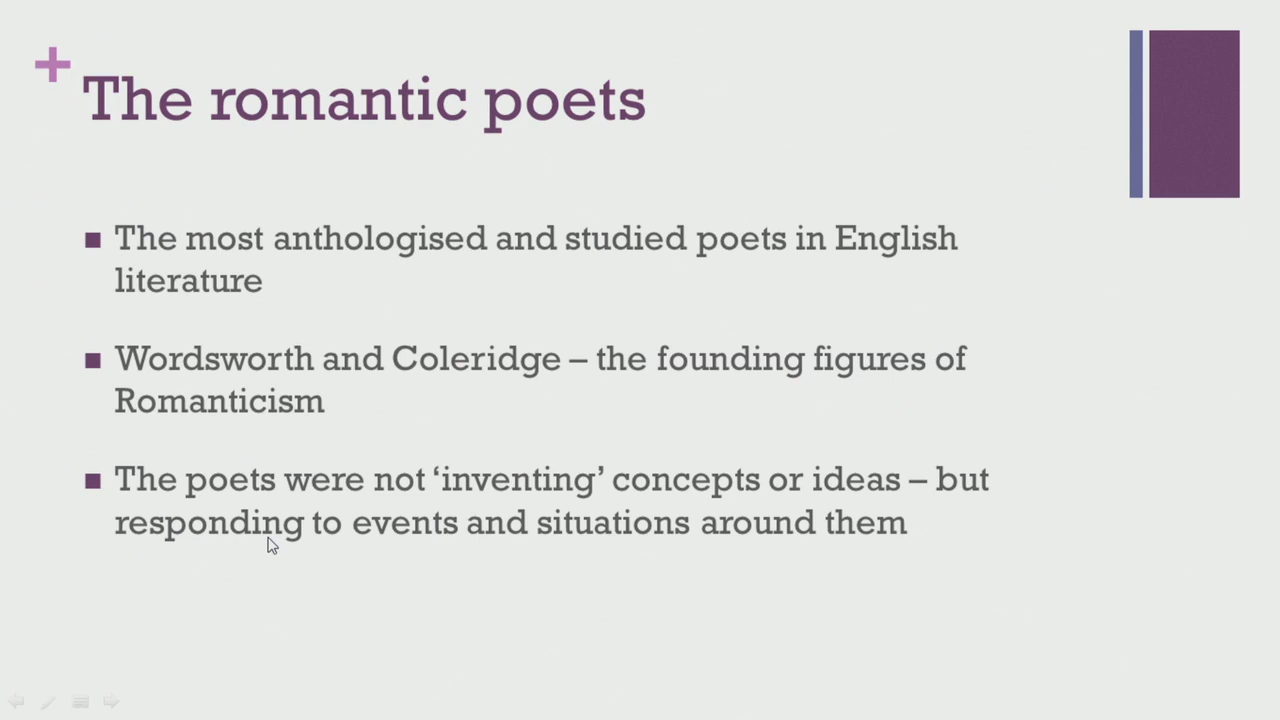 The romantic poets
The most anthologised and studied poets in English
literature
Wordsworth and Coleridge – the founding figures of
Romanticism
The poets were not ‘inventing’ concepts or ideas – but
responding to events and situations around them